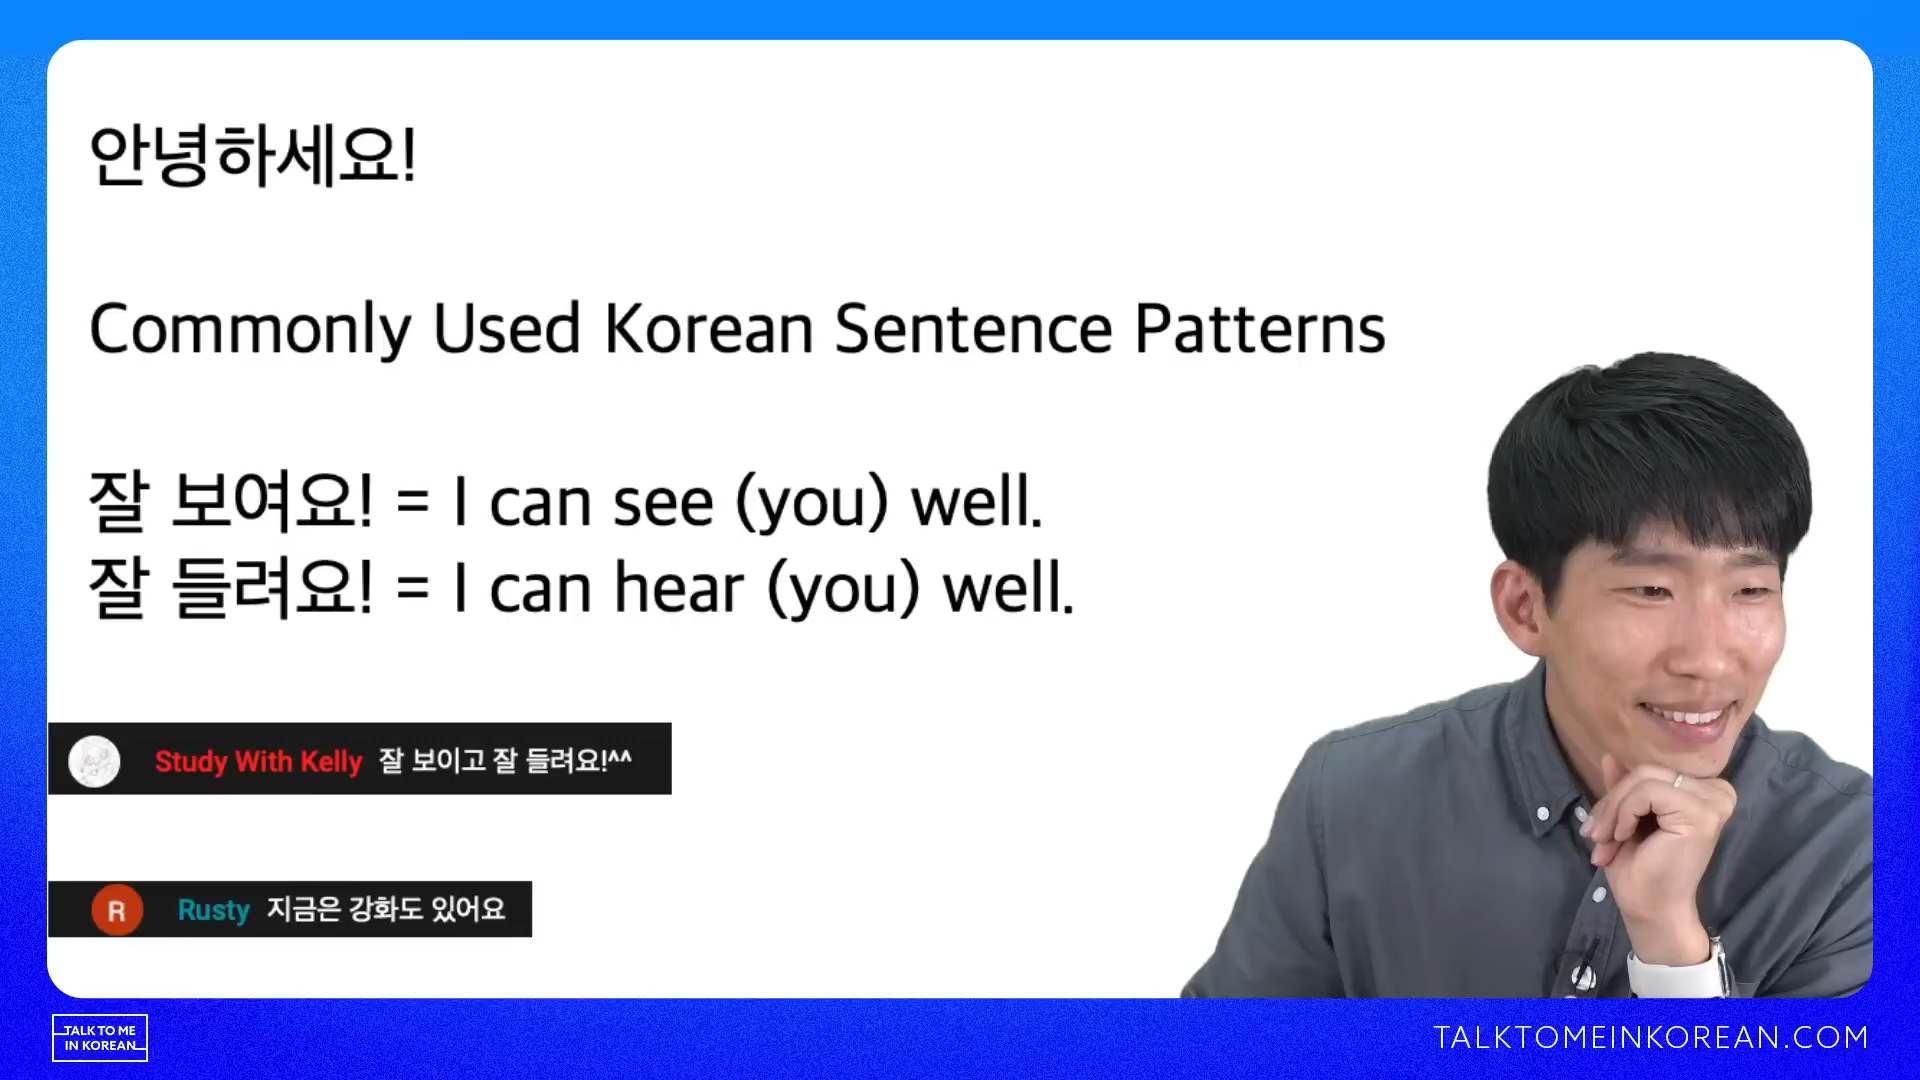 안녕하세요!
Commonly Used Korean Sentence Patterns
잘 보여요! = I can see (you) well.
잘 들려요! = I can hear (you) well.
Study With Kelly 잘 보이고 잘 들려요!^^
R Rusty 지금은 강화도 있어요
TALK TO ME
IN KOREAN
TALKTOMEINKOREAN.COM